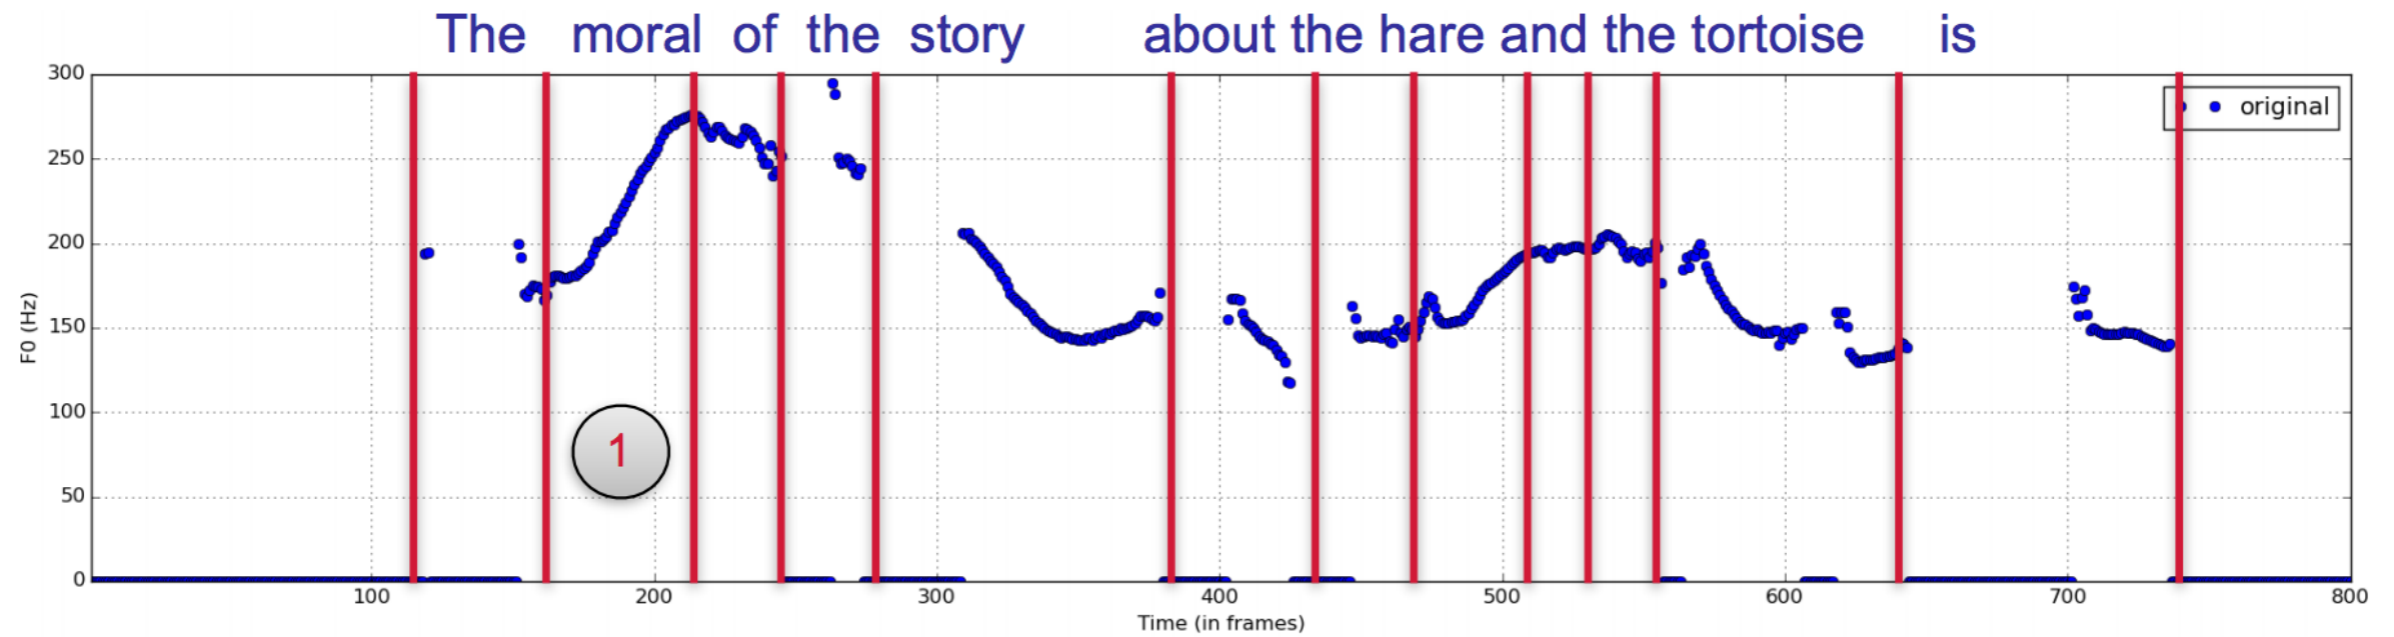 The moral of the story about the hare and the tortoise is
300
250
200
150
100
50
0
F0 (Hz)
original
1
100 200 300 400 500 600 700 800
Time (in frames)